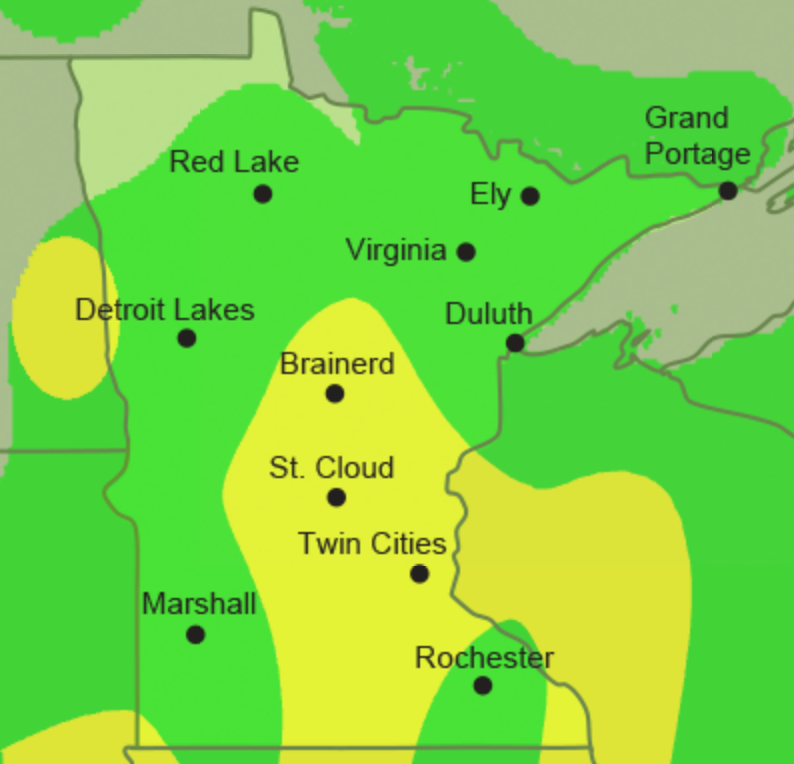 Grand
Portage
Red Lake
Ely
Virginia
Detroit Lakes
Duluth
Brainerd
St. Cloud
Twin Cities
Marshall
Rochester